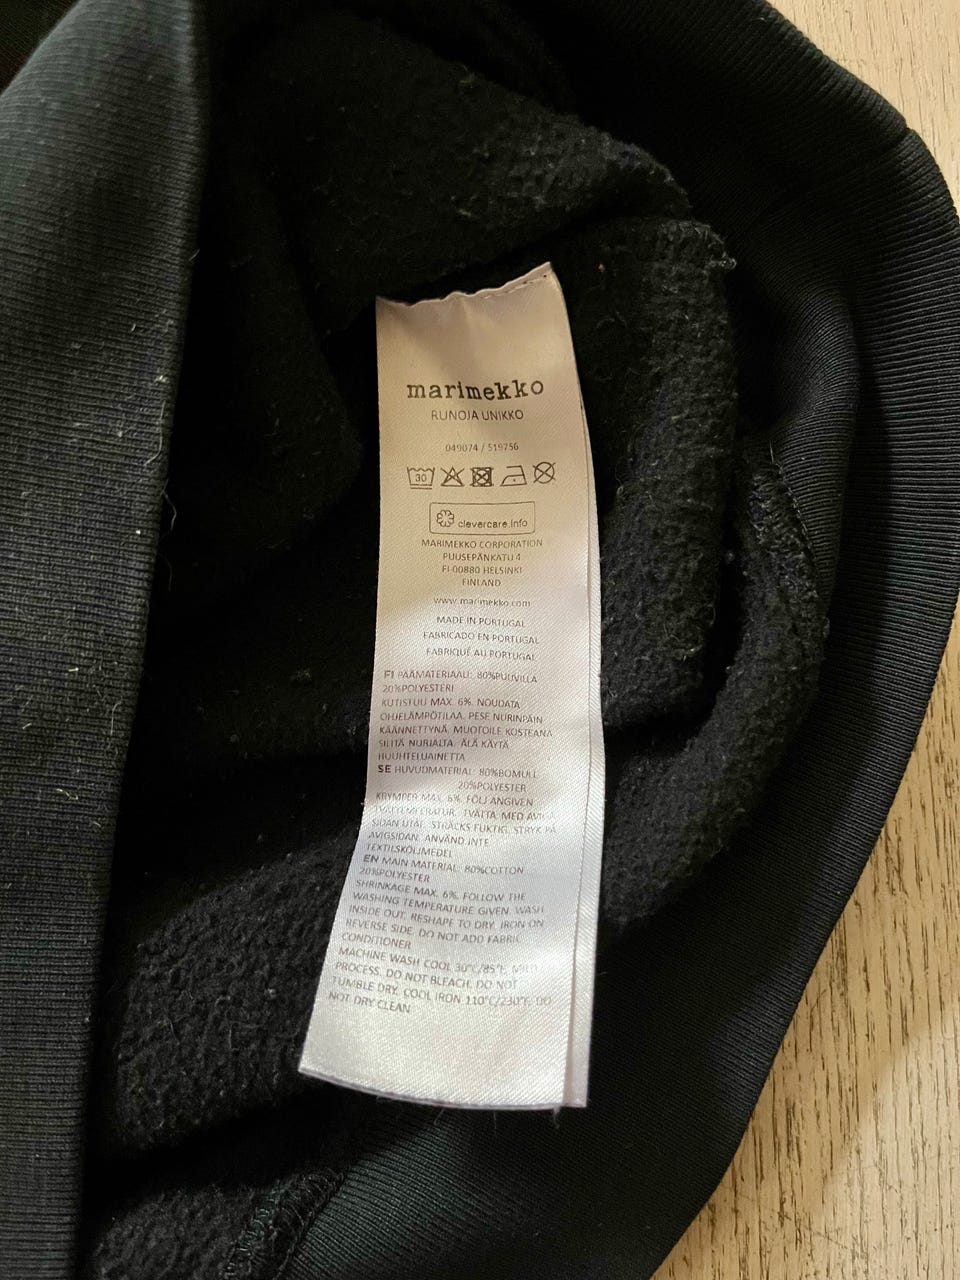 marimekko
RUNOJA UNIKKO
049074 / 519756
30
clevercare.info
MARIMEKKO CORPORATION
PUUSEPÄNKATU 4
FI-00880 HELSINKI
FINLAND
www.marimekko.com
MADE IN PORTUGAL
FABRICADO EN PORTUGAL
FABRIQUÉ AU PORTUGAL
FI PÄÄMATERIAALI: 80%PUUVILLA
20%POLYESTERI
KUTISTUU MAX. 6%. NOUDATA
OHJELÄMPÖTILAA. PESE NURINPÄIN
KÄÄNNETTYNÄ. MUOTOILE KOSTEANA
SILITÄ NURJALTA. ÄLÄ KÄYTÄ
HUUHTELUAINETTA
SE HUVUDMATERIAL: 80%BOMULL
20%POLYESTER
KRYMPER MAX. 6%. FÖLJ ANGIVEN
TVÄTTEMPERATUR. TVÄTTA MED AVIGA
SIDAN UTÅT. STRÄCKS FUKTIG. STRYK PÅ
AVIGSIDAN. ANVÄND INTE
TEXTILSKÖLJMEDEL
EN MAIN MATERIAL: 80%COTTON
20%POLYESTER
SHRINKAGE MAX. 6%. FOLLOW THE
WASHING TEMPERATURE GIVEN. WASH
INSIDE OUT. RESHAPE TO DRY. IRON ON
REVERSE SIDE. DO NOT ADD FABRIC
CONDITIONER
MACHINE WASH COOL 30°C/85°F, MILD
PROCESS. DO NOT BLEACH. DO NOT
TUMBLE DRY. COOL IRON 110°C/230°F. DO
NOT DRY CLEAN